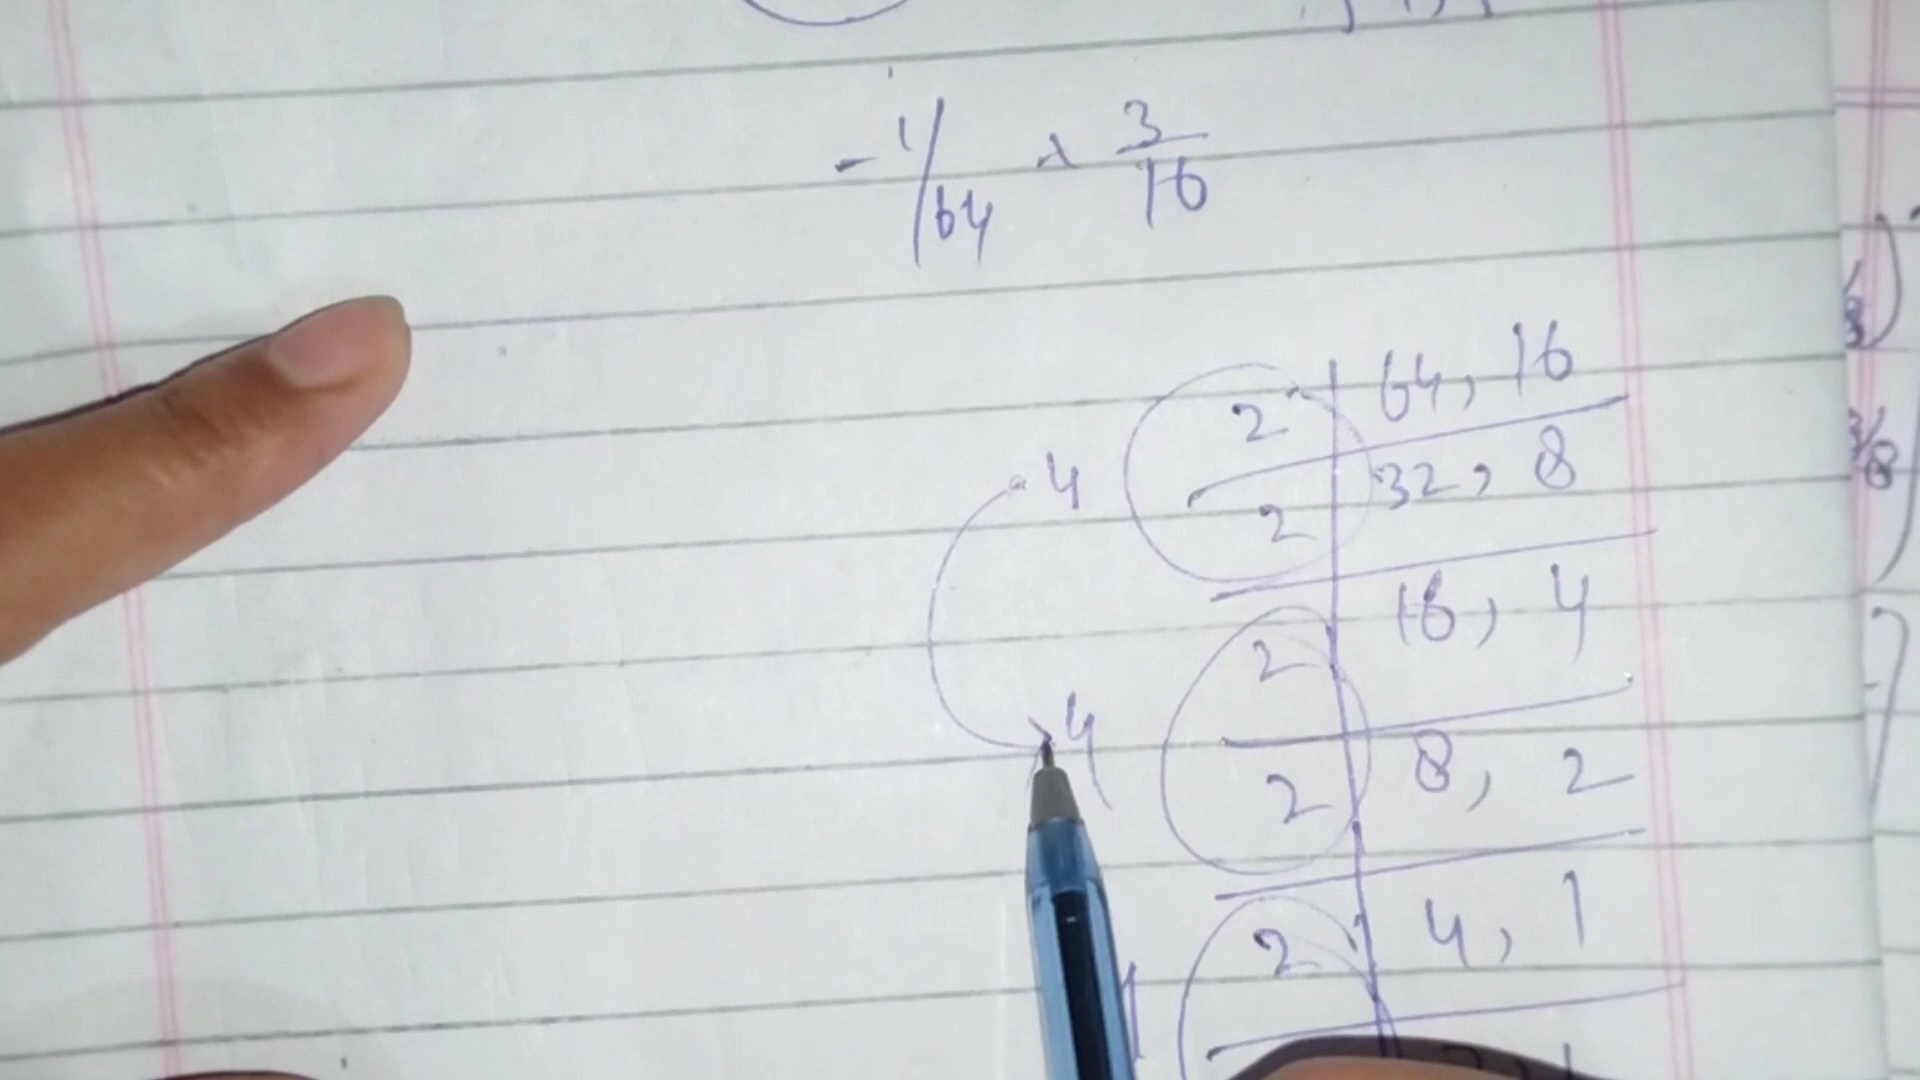 -1/64 × 3/16
2 | 64, 16
4 2 | 32, 8
2 | 16, 4
4 2 | 8, 2
2 | 4, 1